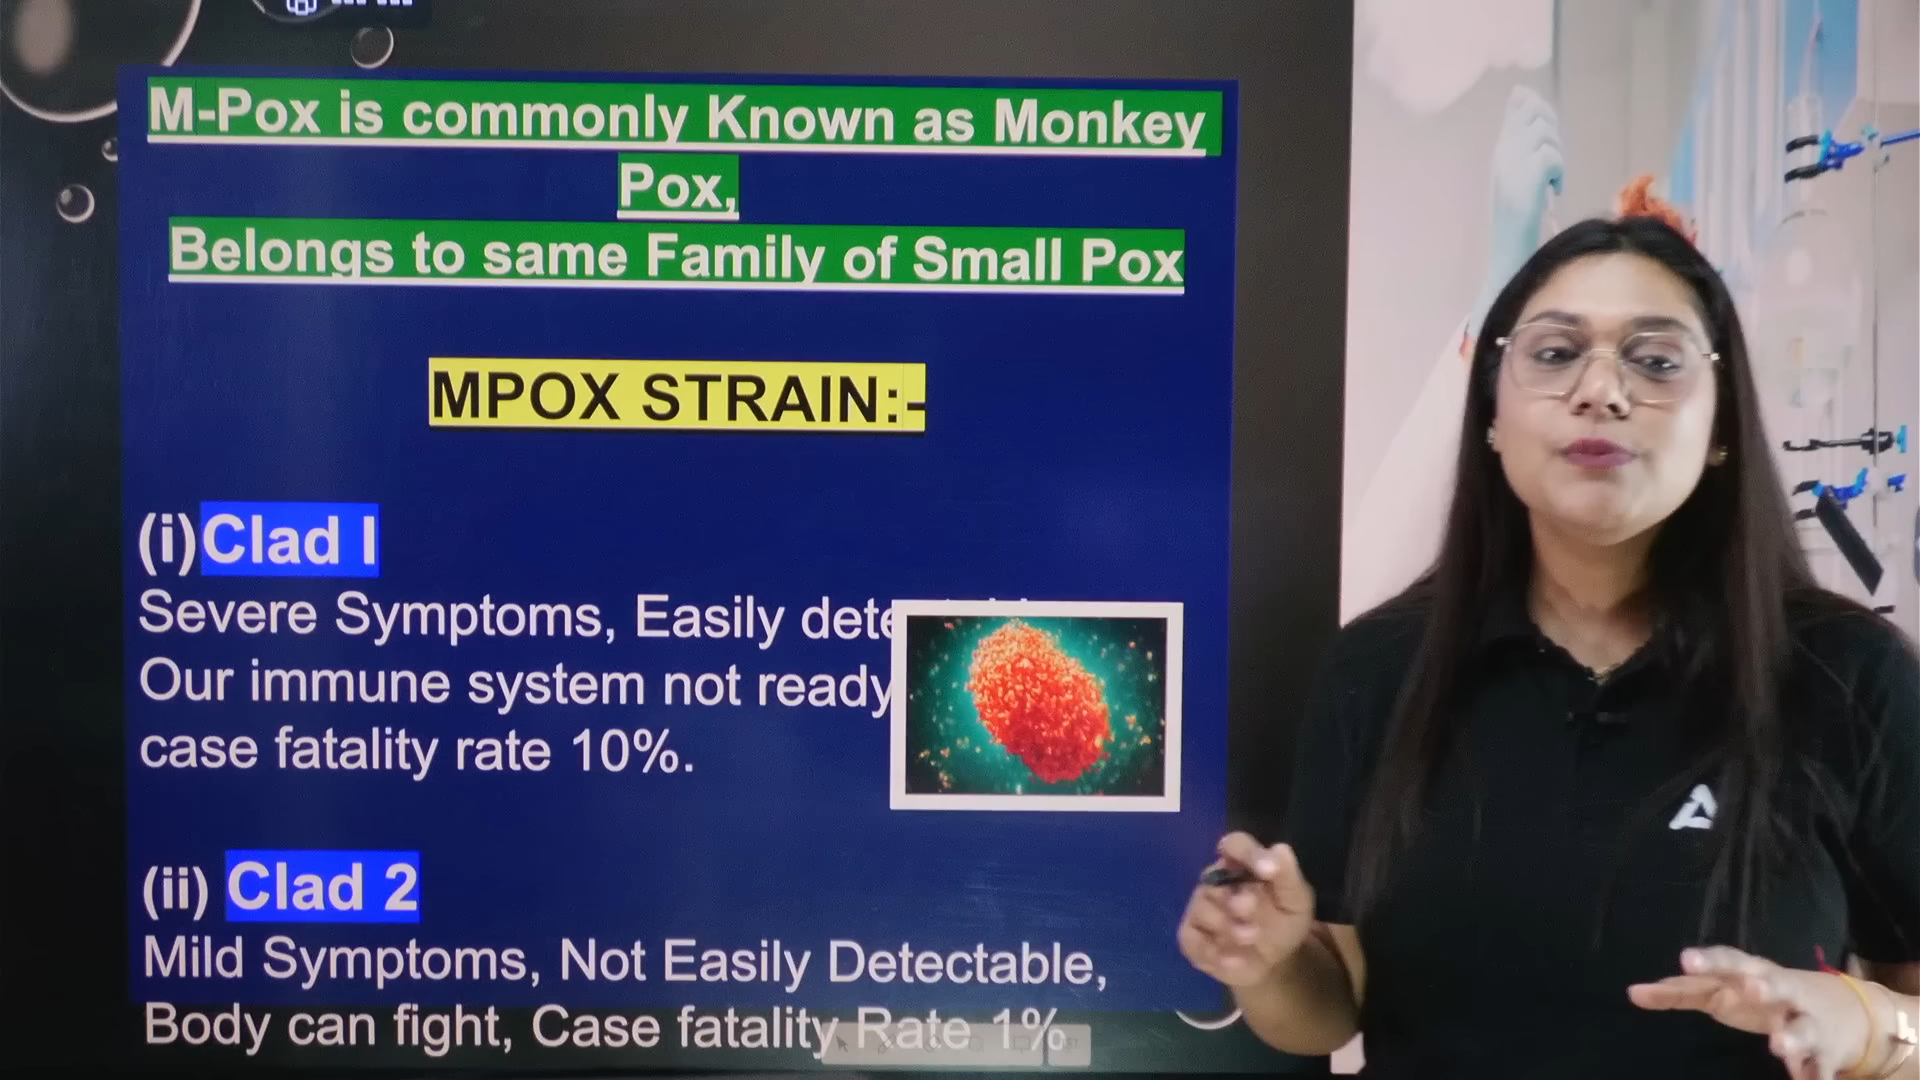 M-Pox is commonly Known as Monkey
Pox,
Belongs to same Family of Small Pox
MPOX STRAIN:-
(i)Clad I
Severe Symptoms, Easily
Our immune system not ready
case fatality rate 10%.
(ii) Clad 2
Mild Symptoms, Not Easily Detectable,
Body can fight, Case fatality Rate 1%